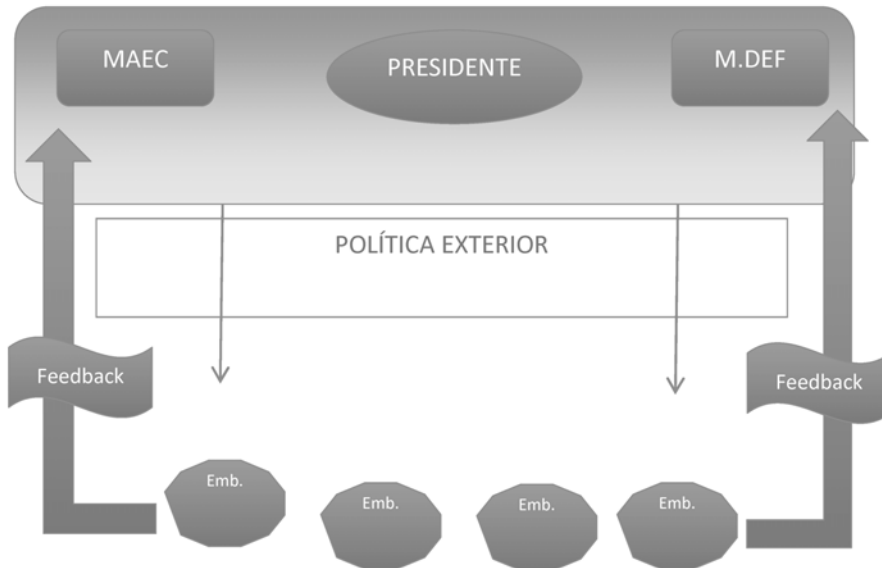 MAEC
PRESIDENTE
M.DEF
POLÍTICA EXTERIOR
Feedback
Feedback
Emb.
Emb.
Emb.
Emb.